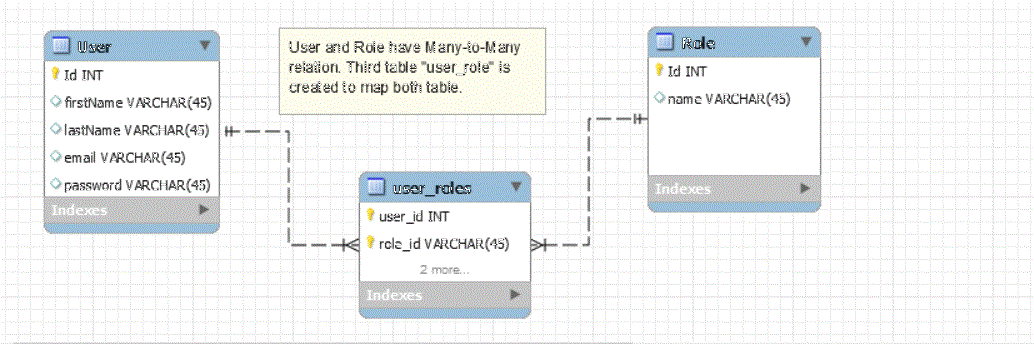 User
Id INT
firstName VARCHAR(45)
lastName VARCHAR(45)
email VARCHAR(45)
password VARCHAR(45)
Indexes
User and Role have Many-to-Many
relation. Third table "user_role" is
created to map both table.
user_roles
user_id INT
role_id VARCHAR(45)
2 more...
Indexes
Role
Id INT
name VARCHAR(45)
Indexes